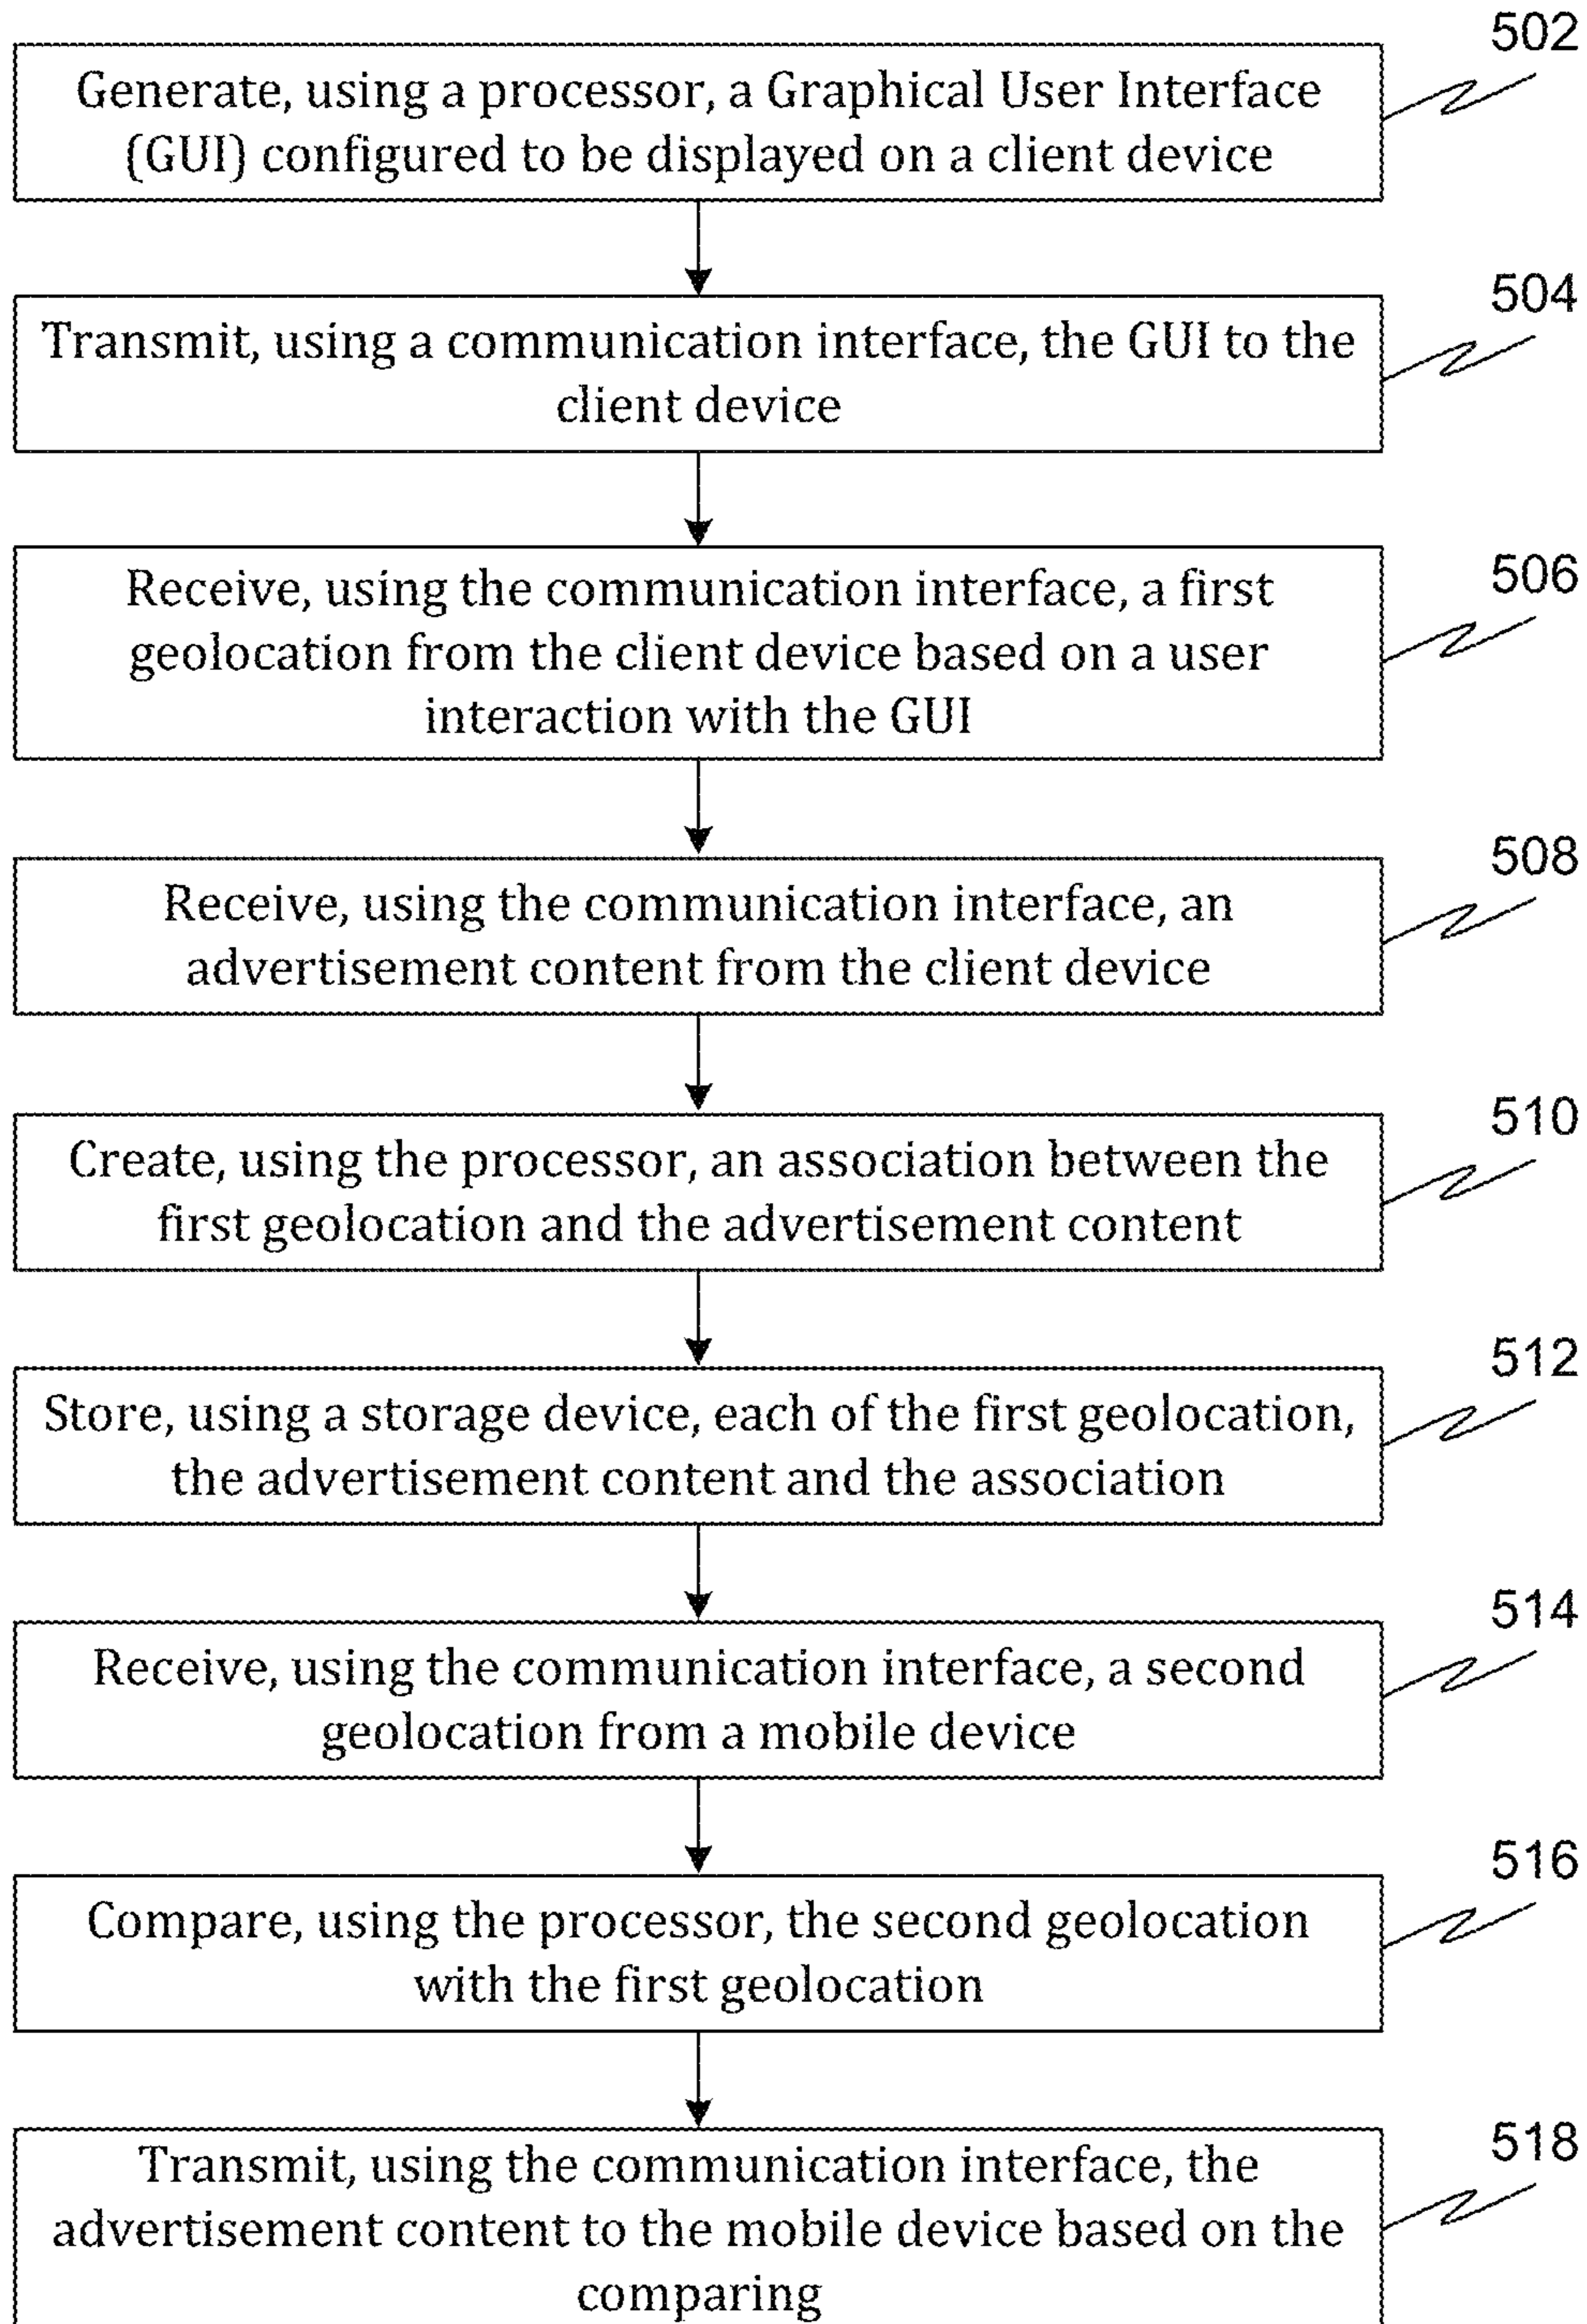 502
Generate, using a processor, a Graphical User Interface
(GUI) configured to be displayed on a client device
504
Transmit, using a communication interface, the GUI to the
client device
506
Receive, using the communication interface, a first
geolocation from the client device based on a user
interaction with the GUI
508
Receive, using the communication interface, an
advertisement content from the client device
510
Create, using the processor, an association between the
first geolocation and the advertisement content
512
Store, using a storage device, each of the first geolocation,
the advertisement content and the association
514
Receive, using the communication interface, a second
geolocation from a mobile device
516
Compare, using the processor, the second geolocation
with the first geolocation
518
Transmit, using the communication interface, the
advertisement content to the mobile device based on the
comparing